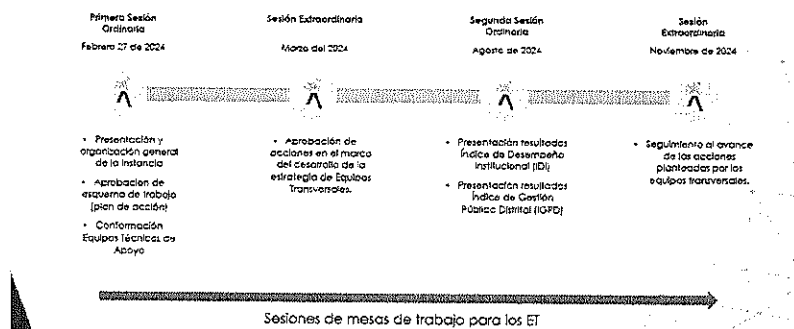 Primera Sesión
Ordinaria
Febrero 27 de 2024
Sesión Extraordinaria
Marzo del 2024
Segunda Sesión
Ordinaria
Agosto de 2024
Sesión
Extraordinaria
Noviembre de 2024
• Presentación y
organización general
de la instancia
• Aprobación de
esquema de trabajo
(plan de acción)
• Conformación
Equipos Técnicos de
Apoyo
• Aprobación de
acciones en el marco
del desarrollo de la
estrategia de Equipos
Transversales.
• Presentación resultados
Índice de Desempeño
Institucional (IDI)
• Presentación resultados
Índice de Gestión
Pública Distrital (IGPD)
• Seguimiento al avance
de las acciones
planteadas por los
equipos transversales.
Sesiones de mesas de trabajo para los ET